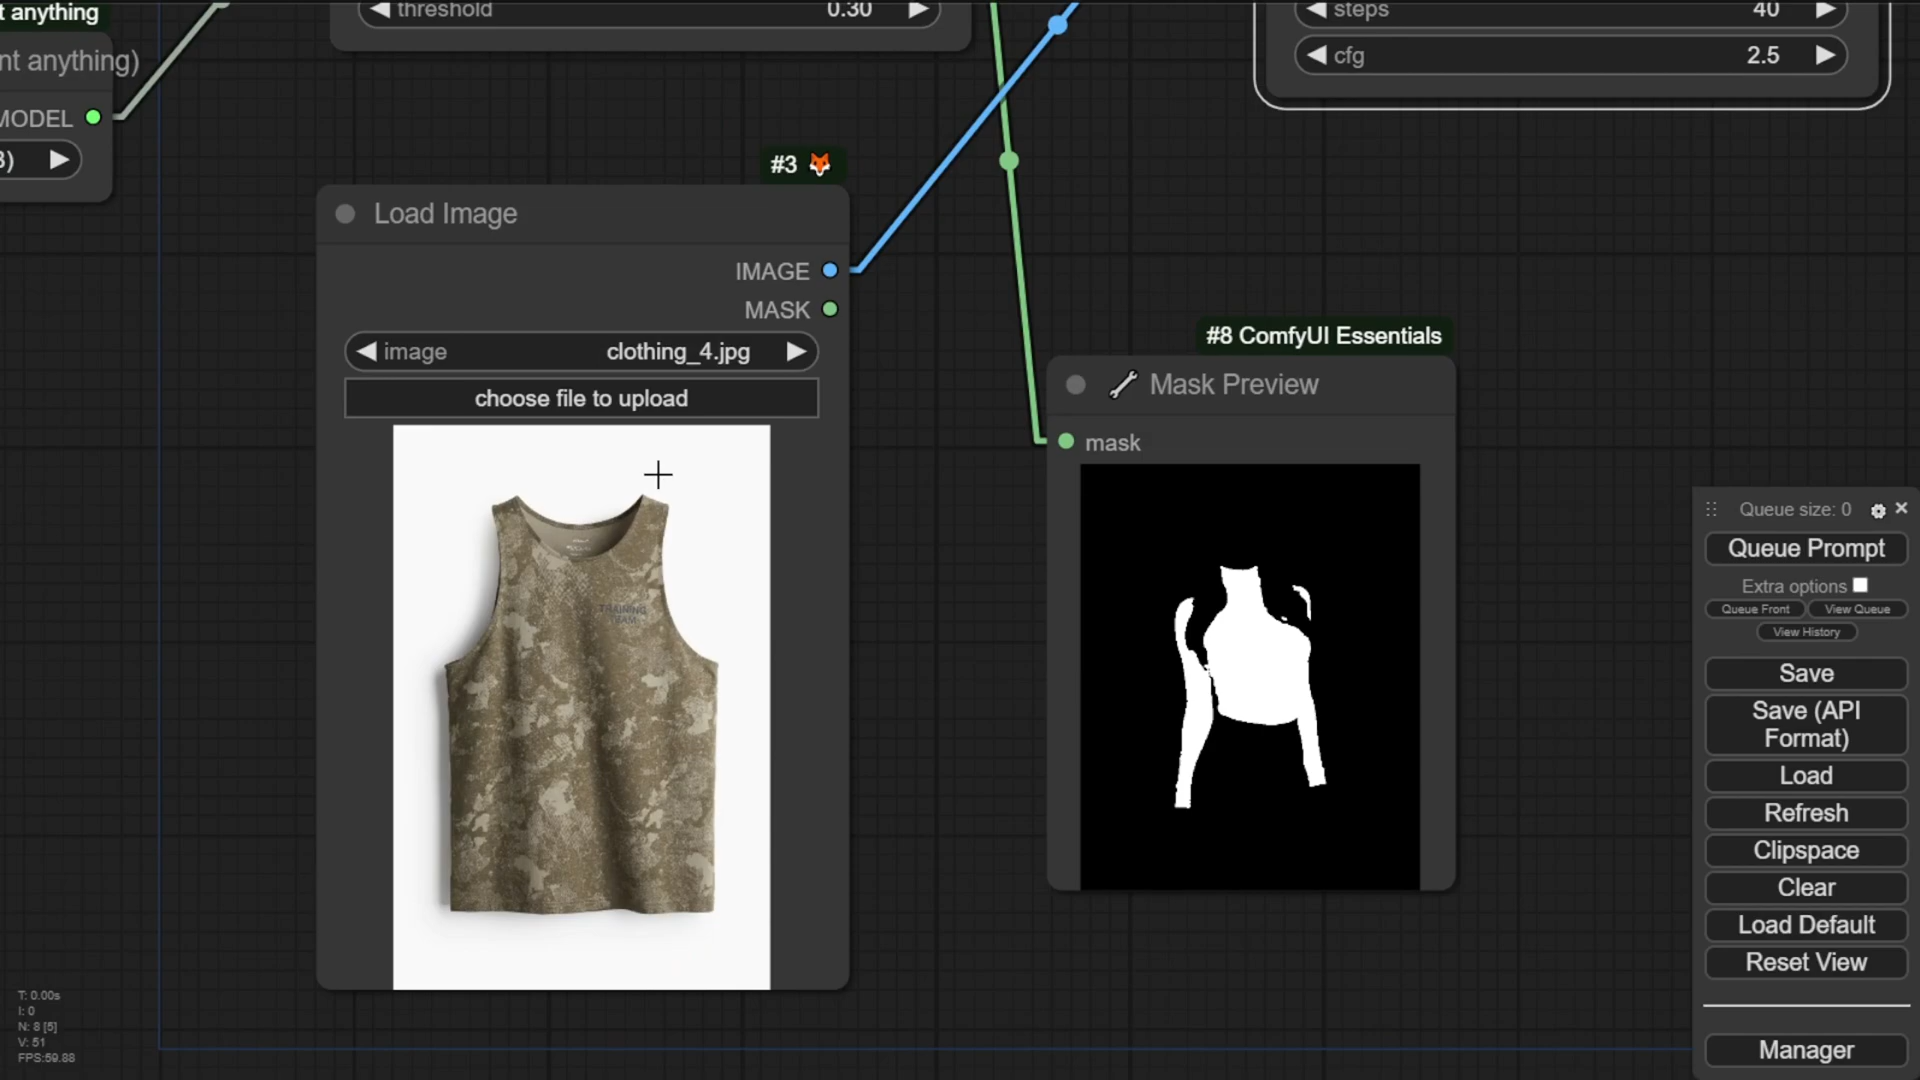 t anything
nt anything)
MODEL
3)
threshold 0.30
steps 40
cfg 2.5
#3
Load Image
IMAGE
MASK
image clothing_4.jpg
choose file to upload
TRAINING
TEAM
#8 ComfyUI Essentials
Mask Preview
mask
Queue size: 0
Queue Prompt
Extra options
Queue Front View Queue
View History
Save
Save (API
Format)
Load
Refresh
Clipspace
Clear
Load Default
Reset View
Manager
T: 0.00s
I: 0
N: 8 [5]
V: 51
FPS:59.88